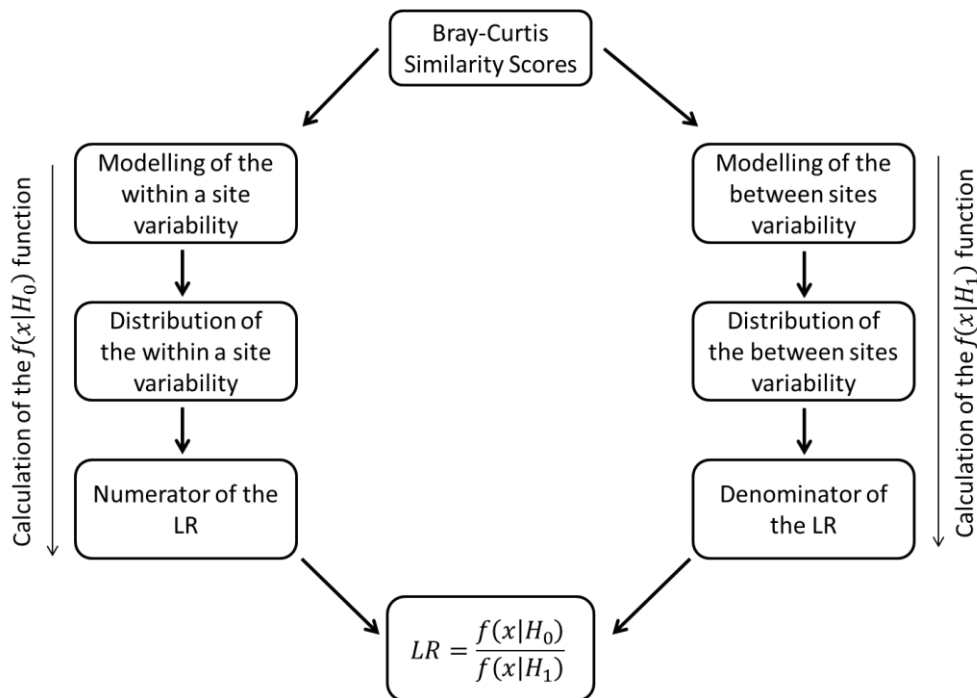 Bray-Curtis
Similarity Scores
Calculation of the f(x|H₀) function
Modelling of the
within a site
variability
Distribution of
the within a site
variability
Numerator of the
LR
Modelling of the
between sites
variability
Distribution of
the between sites
variability
Denominator of
the LR
Calculation of the f(x|H₁) function
LR = f(x|H₀) / f(x|H₁)